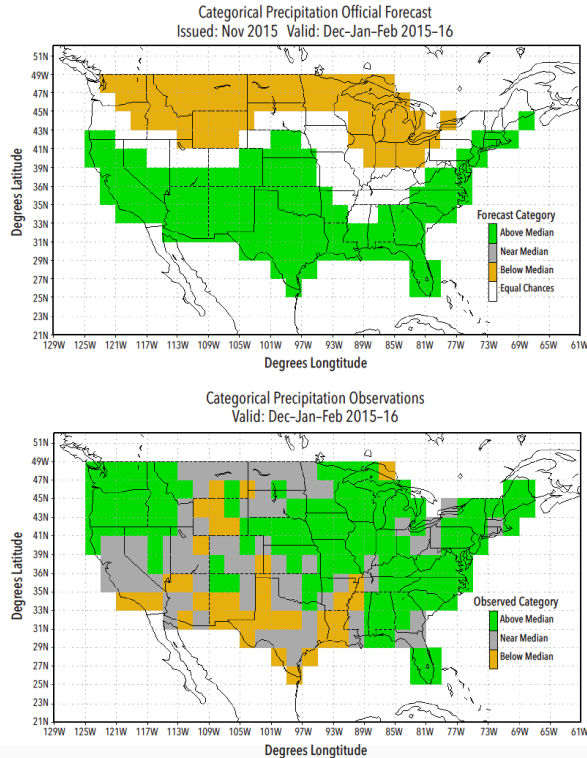 Categorical Precipitation Official Forecast
Issued: Nov 2015 Valid: Dec–Jan–Feb 2015–16
51N
49W
47N
45N
43N
41N
39N
36N
33N
31N
29N
27N
25N
23N
21N
Degrees Latitude
Forecast Category
Above Median
Near Median
Below Median
Equal Chances
129W 125W 121W 117W 113W 109W 105W 101W 97W 93W 89W 85W 81W 77W 73W 69W 65W 61W
Degrees Longtitude
Categorical Precipitation Observations
Valid: Dec–Jan–Feb 2015–16
51N
49W
47N
45N
43N
41N
39N
36N
33N
31N
29N
27N
25N
23N
21N
Degrees Latitude
Observed Category
Above Median
Near Median
Below Median
129W 125W 121W 117W 113W 109W 105W 101W 97W 93W 89W 85W 81W 77W 73W 69W 65W 61W
Degrees Longtitude